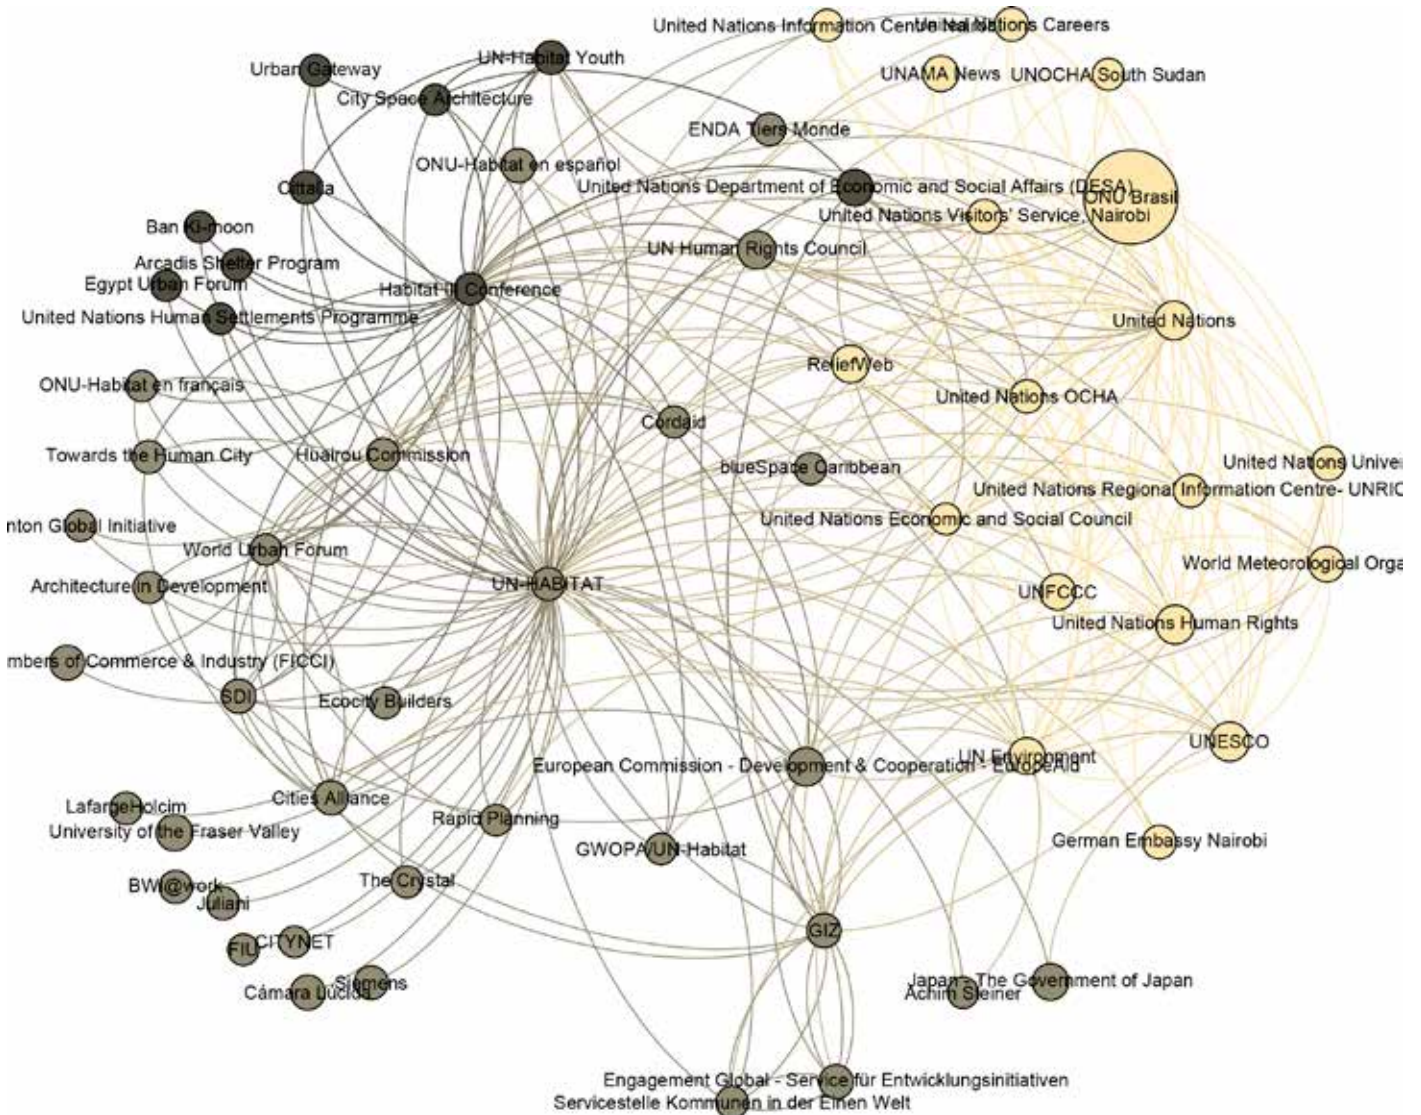 United Nations Information Centre Nairobi
United Nations Careers
UN-Habitat Youth
Urban Gateway
UNAMA News
UNOCHA South Sudan
City Space Architecture
ENDA Tiers Monde
ONU-Habitat en español
Cittalia
United Nations Department of Economic and Social Affairs (DESA)
ONU Brasil
United Nations Visitors' Service, Nairobi
Ban Ki-moon
UN Human Rights Council
Arcadis Shelter Program
Egypt Urban Forum
Habitat III Conference
United Nations Human Settlements Programme
United Nations
ReliefWeb
ONU-Habitat en français
United Nations OCHA
Cordaid
Towards the Human City
Huairou Commission
blueSpace Caribbean
United Nations Univer
United Nations Regional Information Centre- UNRIC
United Nations Economic and Social Council
nton Global Initiative
World Urban Forum
World Meteorological Orga
Architecture in Development
UN-HABITAT
UNFCCC
United Nations Human Rights
mbers of Commerce & Industry (FICCI)
SDI
Ecocity Builders
UNESCO
UN Environment
European Commission - Development & Cooperation - EuropeAid
Cities Alliance
LafargeHolcim
Rapid Planning
University of the Fraser Valley
German Embassy Nairobi
GWOPA/UN-Habitat
The Crystal
BWI@work
Juliani
GIZ
CITYNET
FIU
Siemens
Japan - The Government of Japan
Cámara Lúcida
Achim Steiner
Engagement Global - Service für Entwicklungsinitiativen
Servicestelle Kommunen in der Einen Welt